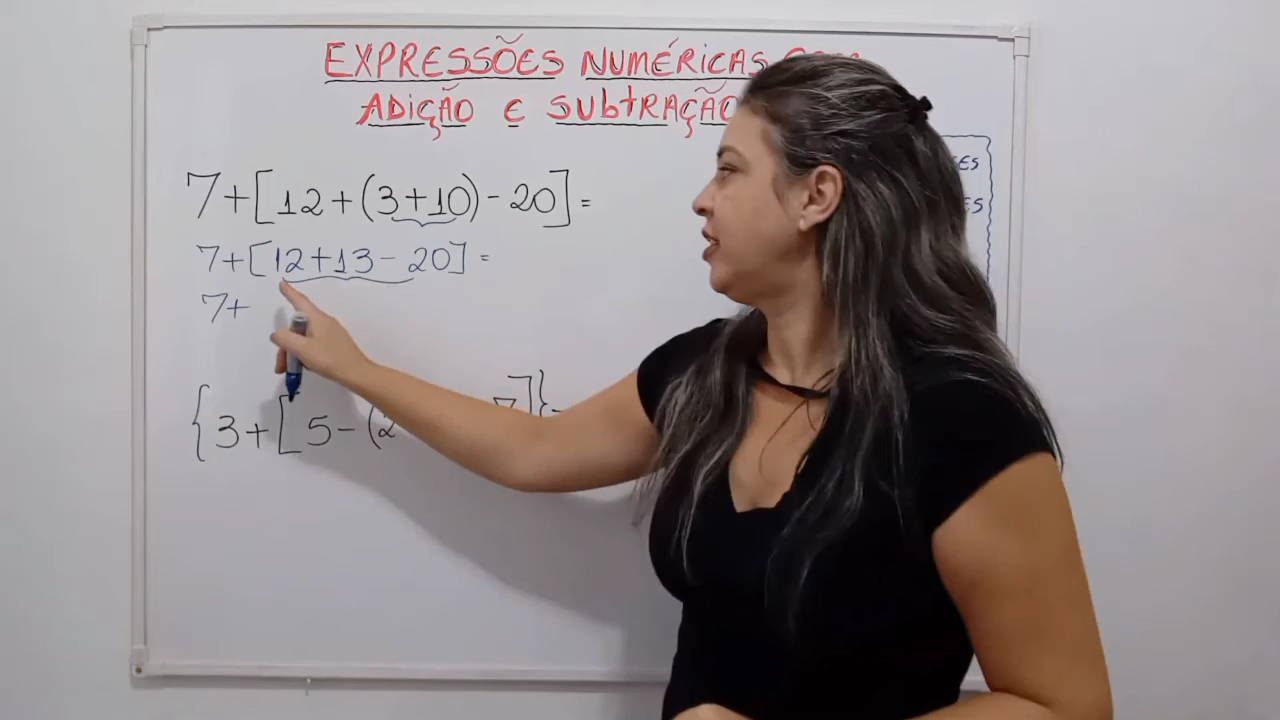 EXPRESSÕES NUMÉRICAS
ADIÇÃO E SUBTRAÇÃO
7+[12+(3+10)-20]=
7+[12+13-20]=
7+
{3+[5-(2